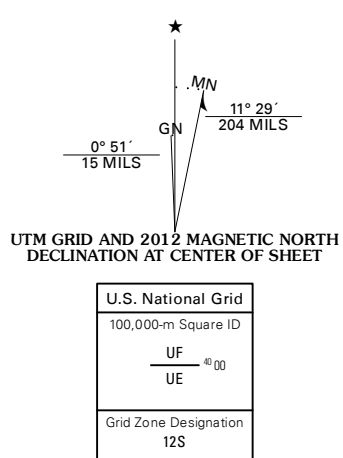 ★
MN
11° 29´
204 MILS
GN
0° 51´
15 MILS
UTM GRID AND 2012 MAGNETIC NORTH
DECLINATION AT CENTER OF SHEET
U.S. National Grid
100,000-m Square ID
UF
40 00
UE
Grid Zone Designation
12S